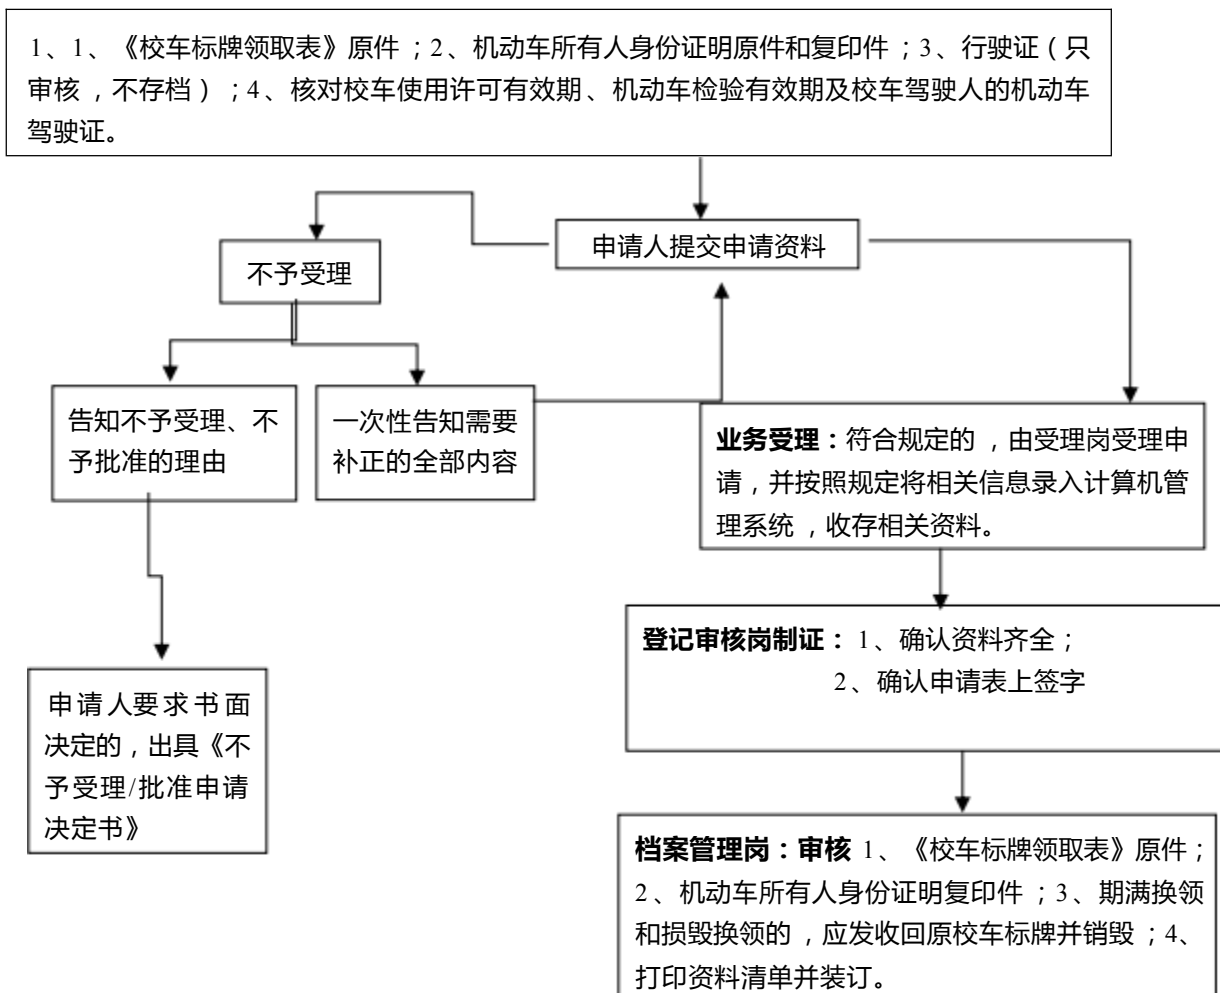 1、1、《校车标牌领取表》原件；2、机动车所有人身份证明原件和复印件；3、行驶证（只
审核，不存档）；4、核对校车使用许可有效期、机动车检验有效期及校车驾驶人的机动车
驾驶证。
申请人提交申请资料
不予受理
告知不予受理、不
予批准的理由
一次性告知需要
补正的全部内容
业务受理：符合规定的，由受理岗受理申
请，并按照规定将相关信息录入计算机管
理系统，收存相关资料。
登记审核岗制证：1、确认资料齐全；
2、确认申请表上签字
申请人要求书面
决定的，出具《不
予受理/批准申请
决定书》
档案管理岗：审核 1、《校车标牌领取表》原件；
2、机动车所有人身份证明复印件；3、期满换领
和损毁换领的，应发收回原校车标牌并销毁；4、
打印资料清单并装订。